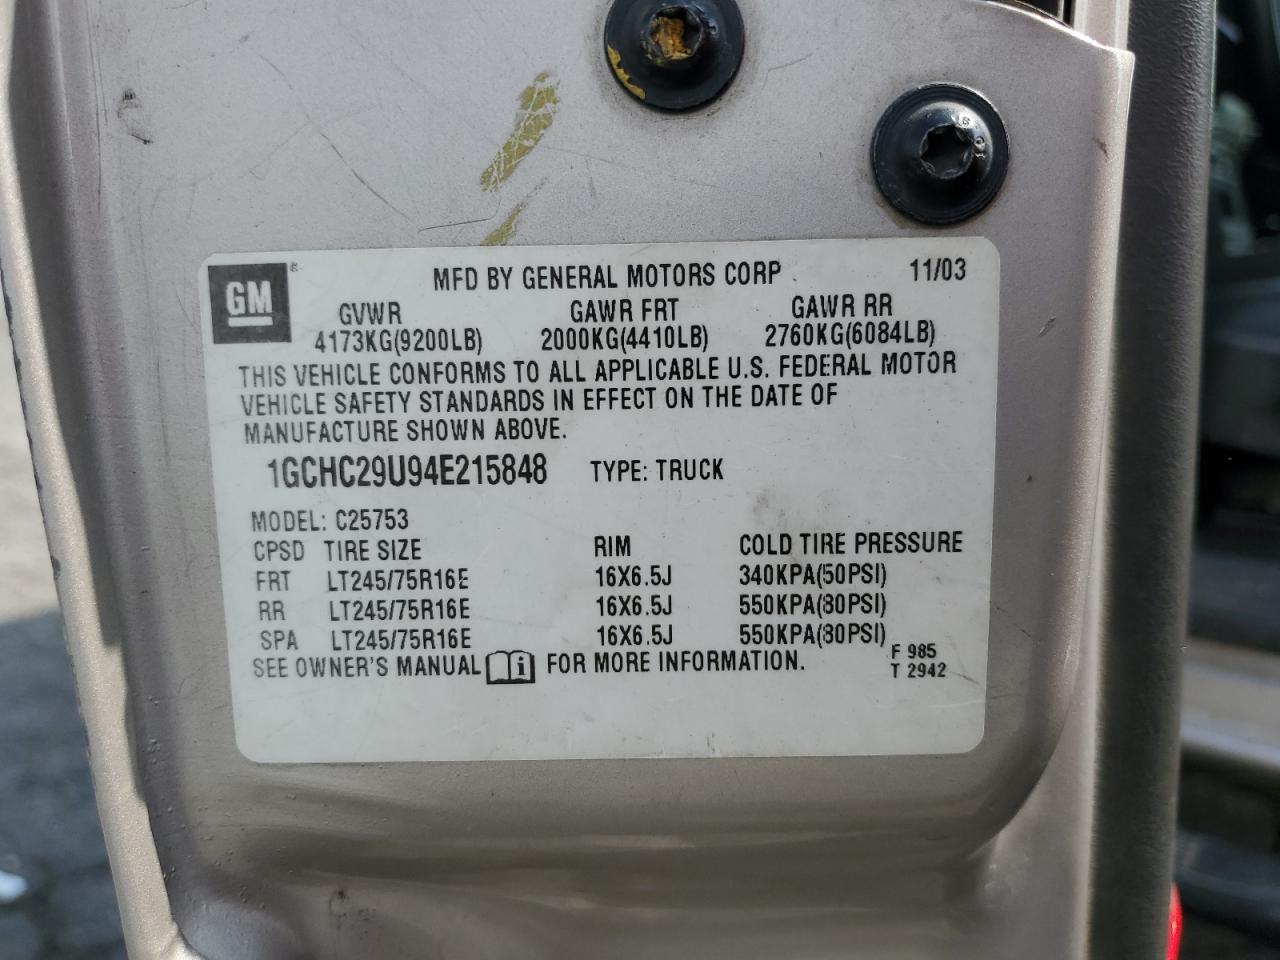 GM
MFD BY GENERAL MOTORS CORP 11/03
GVWR GAWR FRT GAWR RR
4173KG(9200LB) 2000KG(4410LB) 2760KG(6084LB)
THIS VEHICLE CONFORMS TO ALL APPLICABLE U.S. FEDERAL MOTOR
VEHICLE SAFETY STANDARDS IN EFFECT ON THE DATE OF
MANUFACTURE SHOWN ABOVE.
1GCHC29U94E215848 TYPE: TRUCK
MODEL: C25753
CPSD TIRE SIZE RIM COLD TIRE PRESSURE
FRT LT245/75R16E 16X6.5J 340KPA(50PSI)
RR LT245/75R16E 16X6.5J 550KPA(80PSI)
SPA LT245/75R16E 16X6.5J 550KPA(80PSI)
SEE OWNER'S MANUAL i FOR MORE INFORMATION.
F 985
T 2942